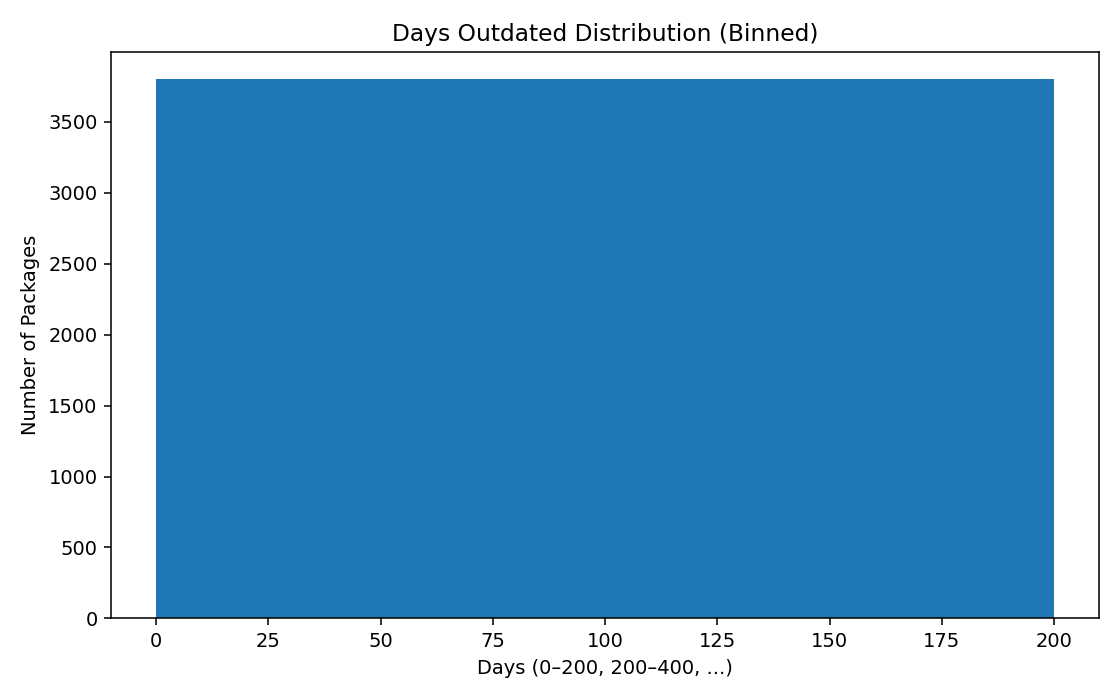 Days Outdated Distribution (Binned)
3500
3000
2500
2000
1500
1000
500
0
Number of Packages
0 25 50 75 100 125 150 175 200
Days (0–200, 200–400, ...)